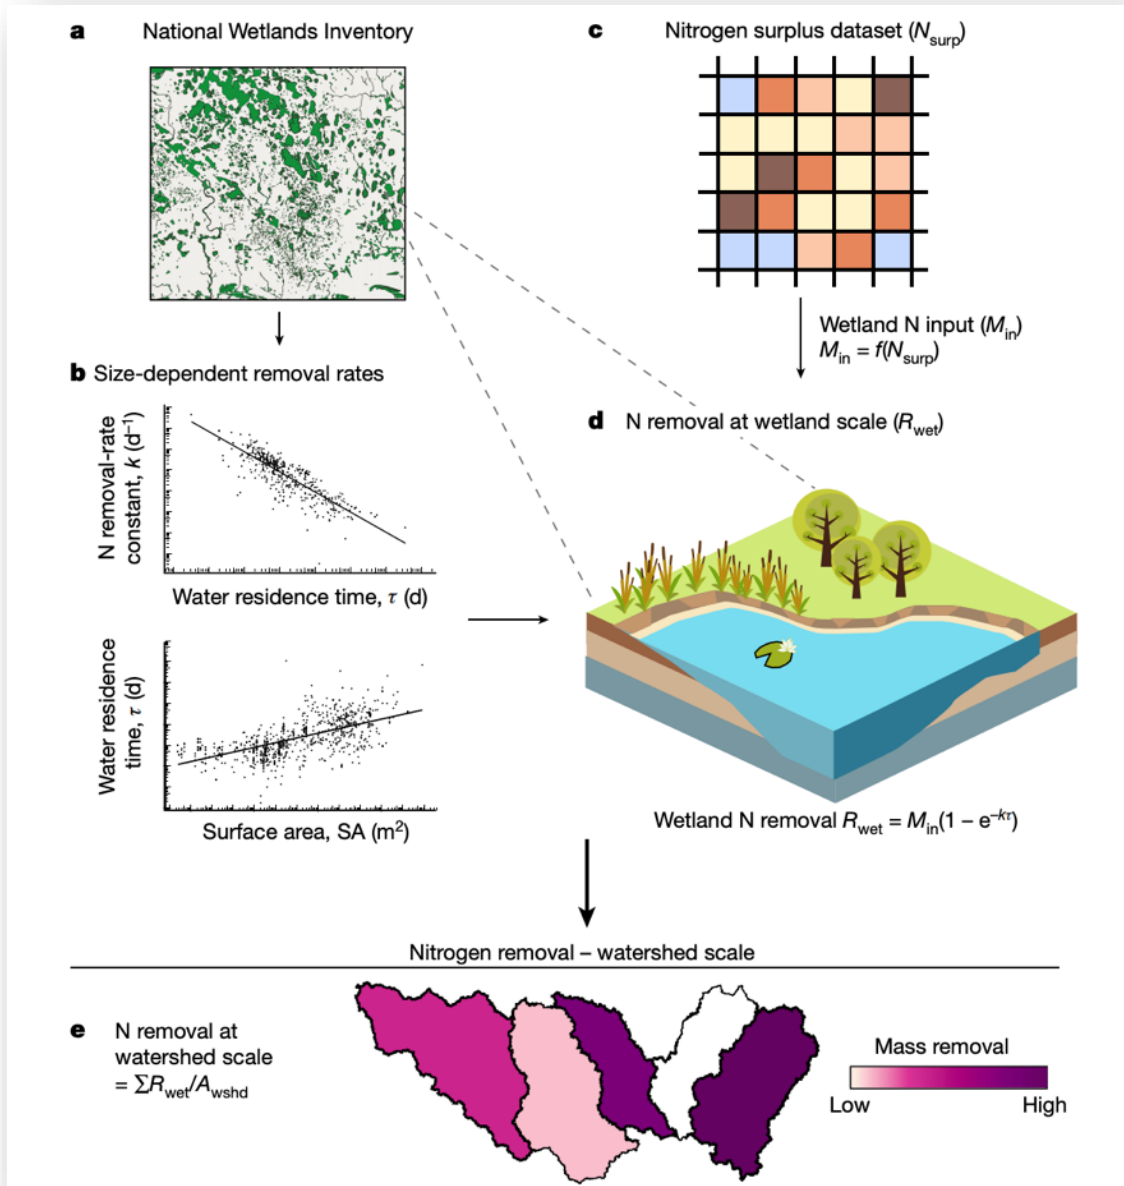 a National Wetlands Inventory
c Nitrogen surplus dataset (Nsurp)
Wetland N input (Min)
Min = f(Nsurp)
b Size-dependent removal rates
N removal-rate
constant, k (d⁻¹)
Water residence time, τ (d)
d N removal at wetland scale (Rwet)
Water residence
time, τ (d)
Surface area, SA (m²)
Wetland N removal Rwet = Min(1 – e⁻ᵏᵗ)
Nitrogen removal – watershed scale
e N removal at
watershed scale
= ∑Rwet/Awshd
Mass removal
Low High